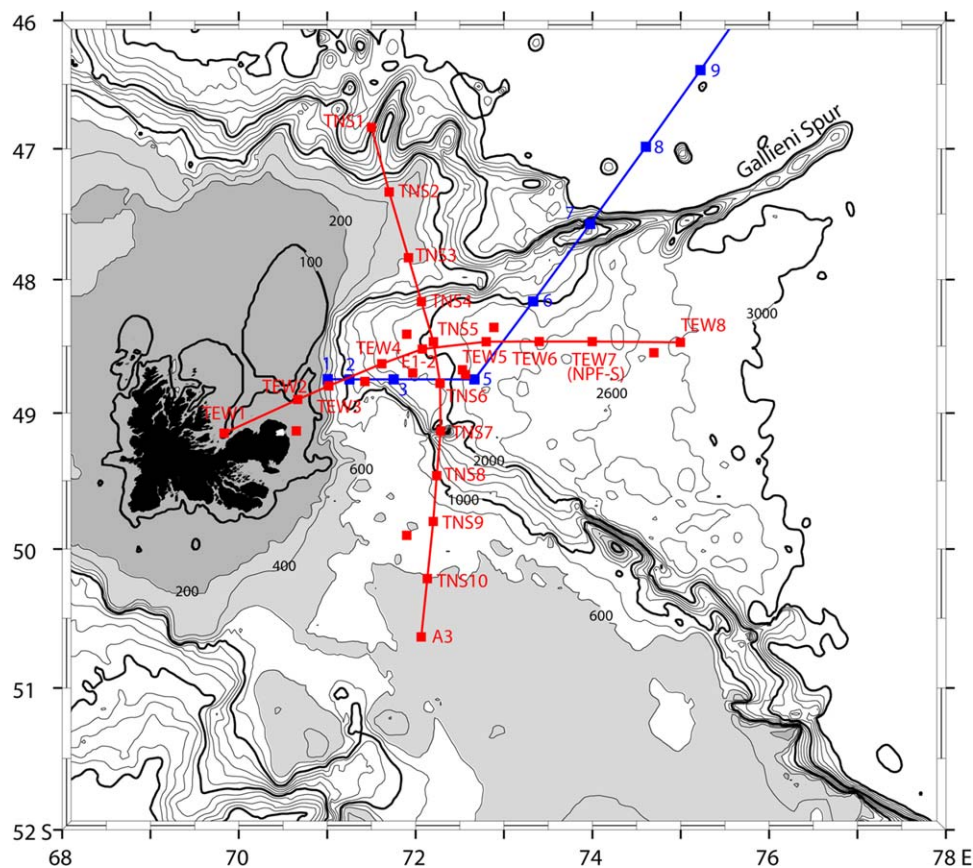 46
47
48
49
50
51
52 S
68
70
72
74
76
78 E
TNS1
TNS2
TNS3
TNS4
TNS5
TNS6
TNS7
TNS8
TNS9
TNS10
A3
TEW1
TEW2
TEW3
TEW4
E1-2
TEW5
TEW6
TEW7
(NPF-S)
TEW8
1
2
3
5
6
7
8
9
Gallieni Spur
200
100
3000
2600
600
2000
1000
400
200
600